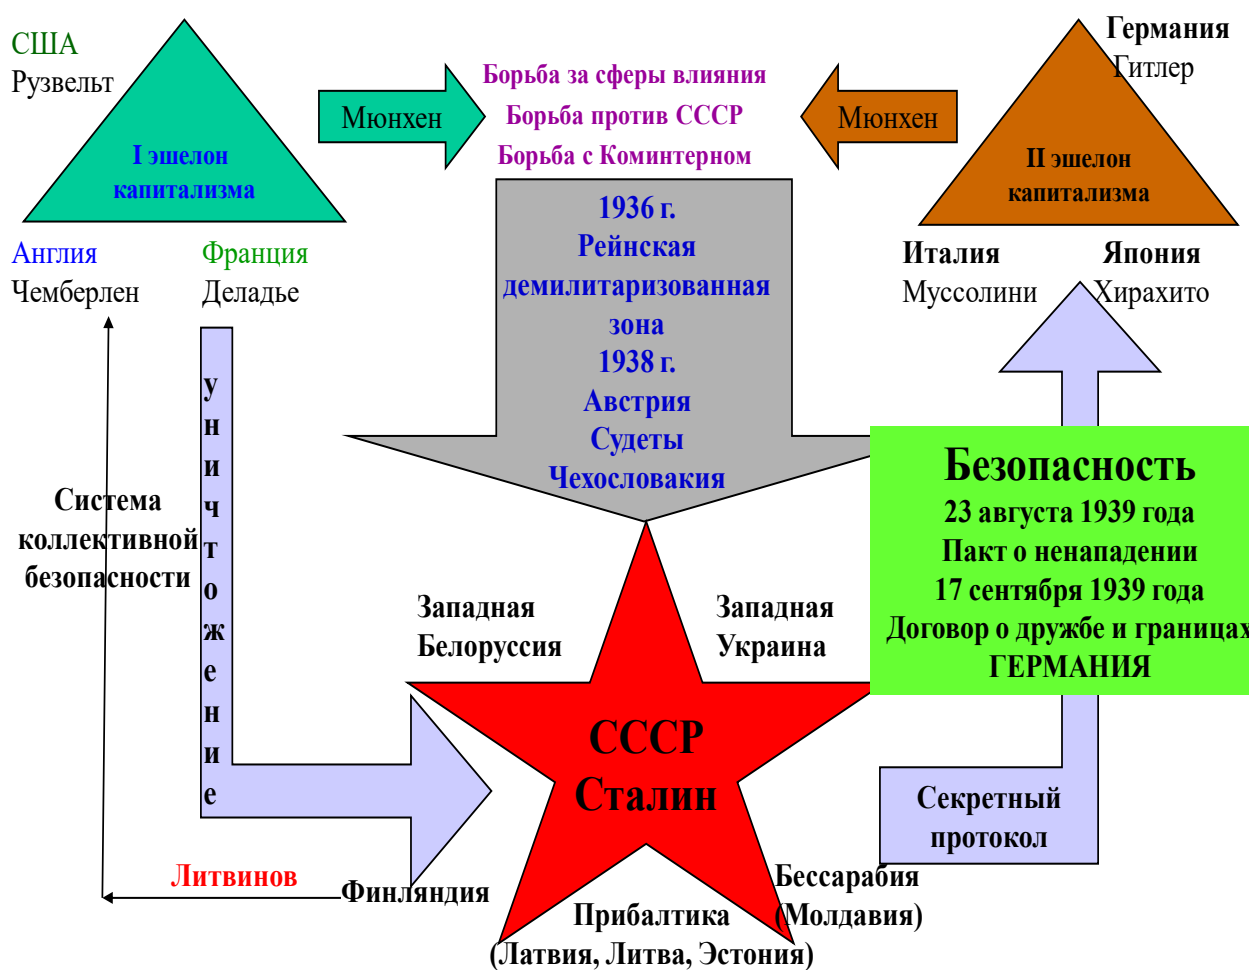 США
Рузвельт
I эшелон
капитализма
Англия
Чемберлен
Франция
Деладье
Мюнхен
Борьба за сферы влияния
Борьба против СССР
Борьба с Коминтерном
Мюнхен
Германия
Гитлер
II эшелон
капитализма
Италия
Муссолини
Япония
Хирахито
1936 г.
Рейнская
демилитаризованная
зона
1938 г.
Австрия
Судеты
Чехословакия
уничтожение
Система
коллективной
безопасности
Безопасность
23 августа 1939 года
Пакт о ненападении
17 сентября 1939 года
Договор о дружбе и границах
ГЕРМАНИЯ
Западная
Белоруссия
Западная
Украина
СССР
Сталин
Секретный
протокол
Литвинов
Финляндия
Бессарабия
(Молдавия)
Прибалтика
(Латвия, Литва, Эстония)